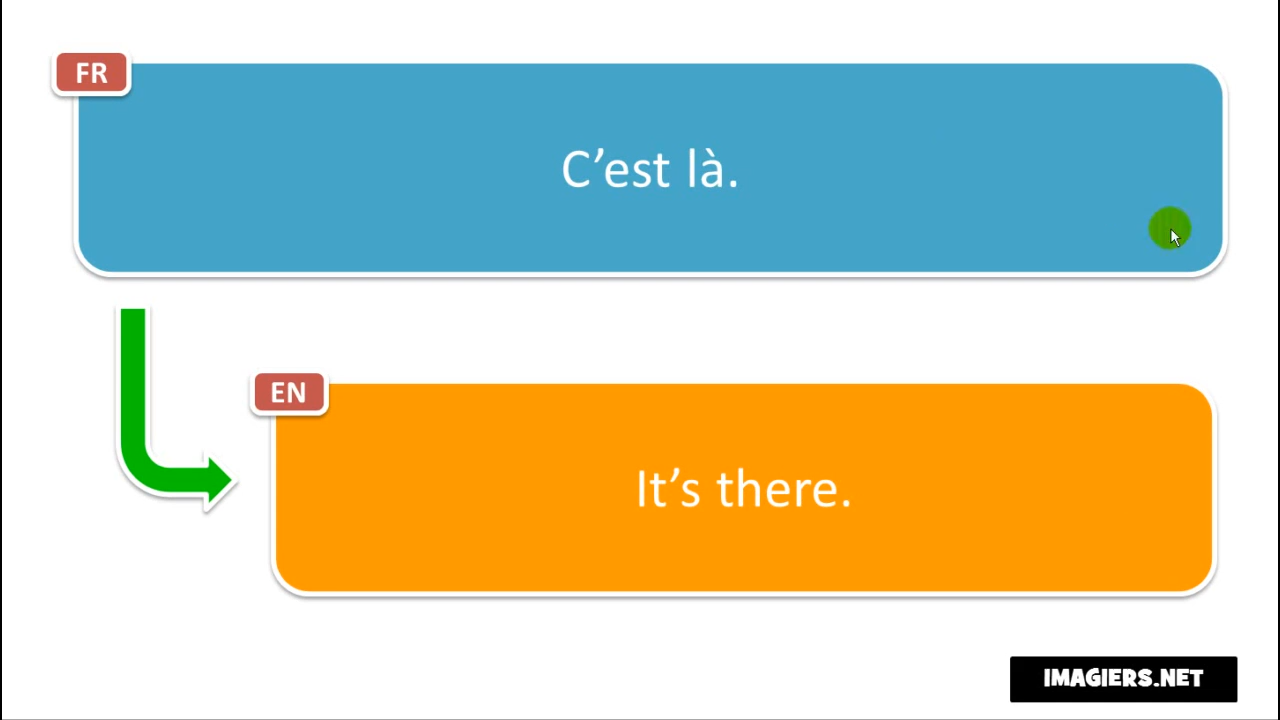 FR
C’est là.
EN
It’s there.
IMAGIERS.NET